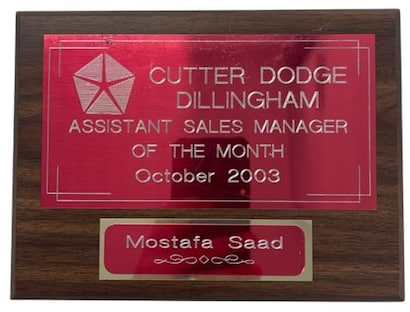 CUTTER DODGE
DILLINGHAM
ASSISTANT SALES MANAGER
OF THE MONTH
October 2003
Mostafa Saad